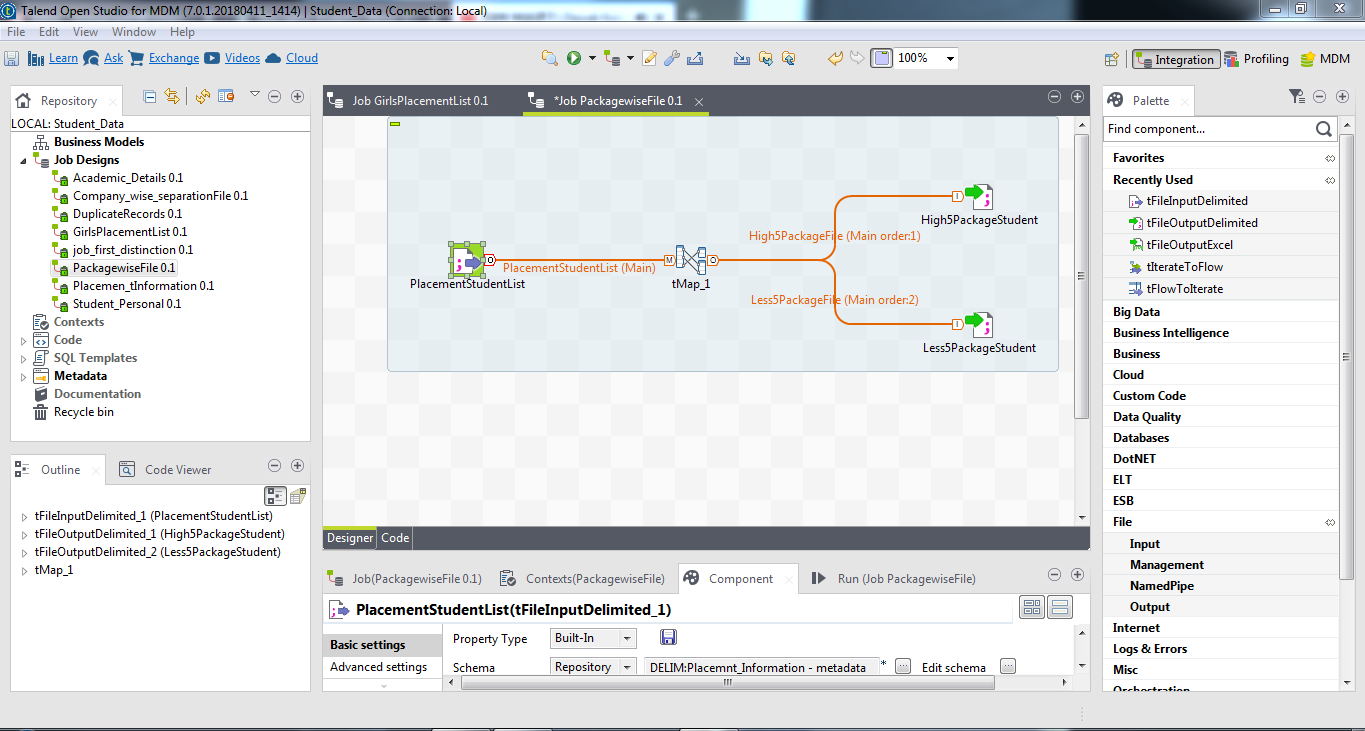 Talend Open Studio for MDM (7.0.1.20180411_1414) | Student_Data (Connection: Local)
File Edit View Window Help
Learn Ask Exchange Videos Cloud
100%
Integration Profiling MDM
Repository
LOCAL: Student_Data
Business Models
Job Designs
Academic_Details 0.1
Company_wise_separationFile 0.1
DuplicateRecords 0.1
GirlsPlacementList 0.1
job_first_distinction 0.1
PackagewiseFile 0.1
Placemen_tInformation 0.1
Student_Personal 0.1
Contexts
Code
SQL Templates
Metadata
Documentation
Recycle bin
Outline Code Viewer
tFileInputDelimited_1 (PlacementStudentList)
tFileOutputDelimited_1 (High5PackageStudent)
tFileOutputDelimited_2 (Less5PackageStudent)
tMap_1
Job GirlsPlacementList 0.1 *Job PackagewiseFile 0.1
High5PackageStudent
High5PackageFile (Main order:1)
PlacementStudentList (Main)
PlacementStudentList
tMap_1
Less5PackageFile (Main order:2)
Less5PackageStudent
Designer Code
Job(PackagewiseFile 0.1) Contexts(PackagewiseFile) Component Run (Job PackagewiseFile)
PlacementStudentList(tFileInputDelimited_1)
Basic settings
Advanced settings
Property Type Built-In
Schema Repository DELIM:Placemnt_Information - metadata * ... Edit schema ...
Palette
Find component...
Favorites
Recently Used
tFileInputDelimited
tFileOutputDelimited
tFileOutputExcel
tIterateToFlow
tFlowToIterate
Big Data
Business Intelligence
Business
Cloud
Custom Code
Data Quality
Databases
DotNET
ELT
ESB
File
Input
Management
NamedPipe
Output
Internet
Logs & Errors
Misc
Orchestration